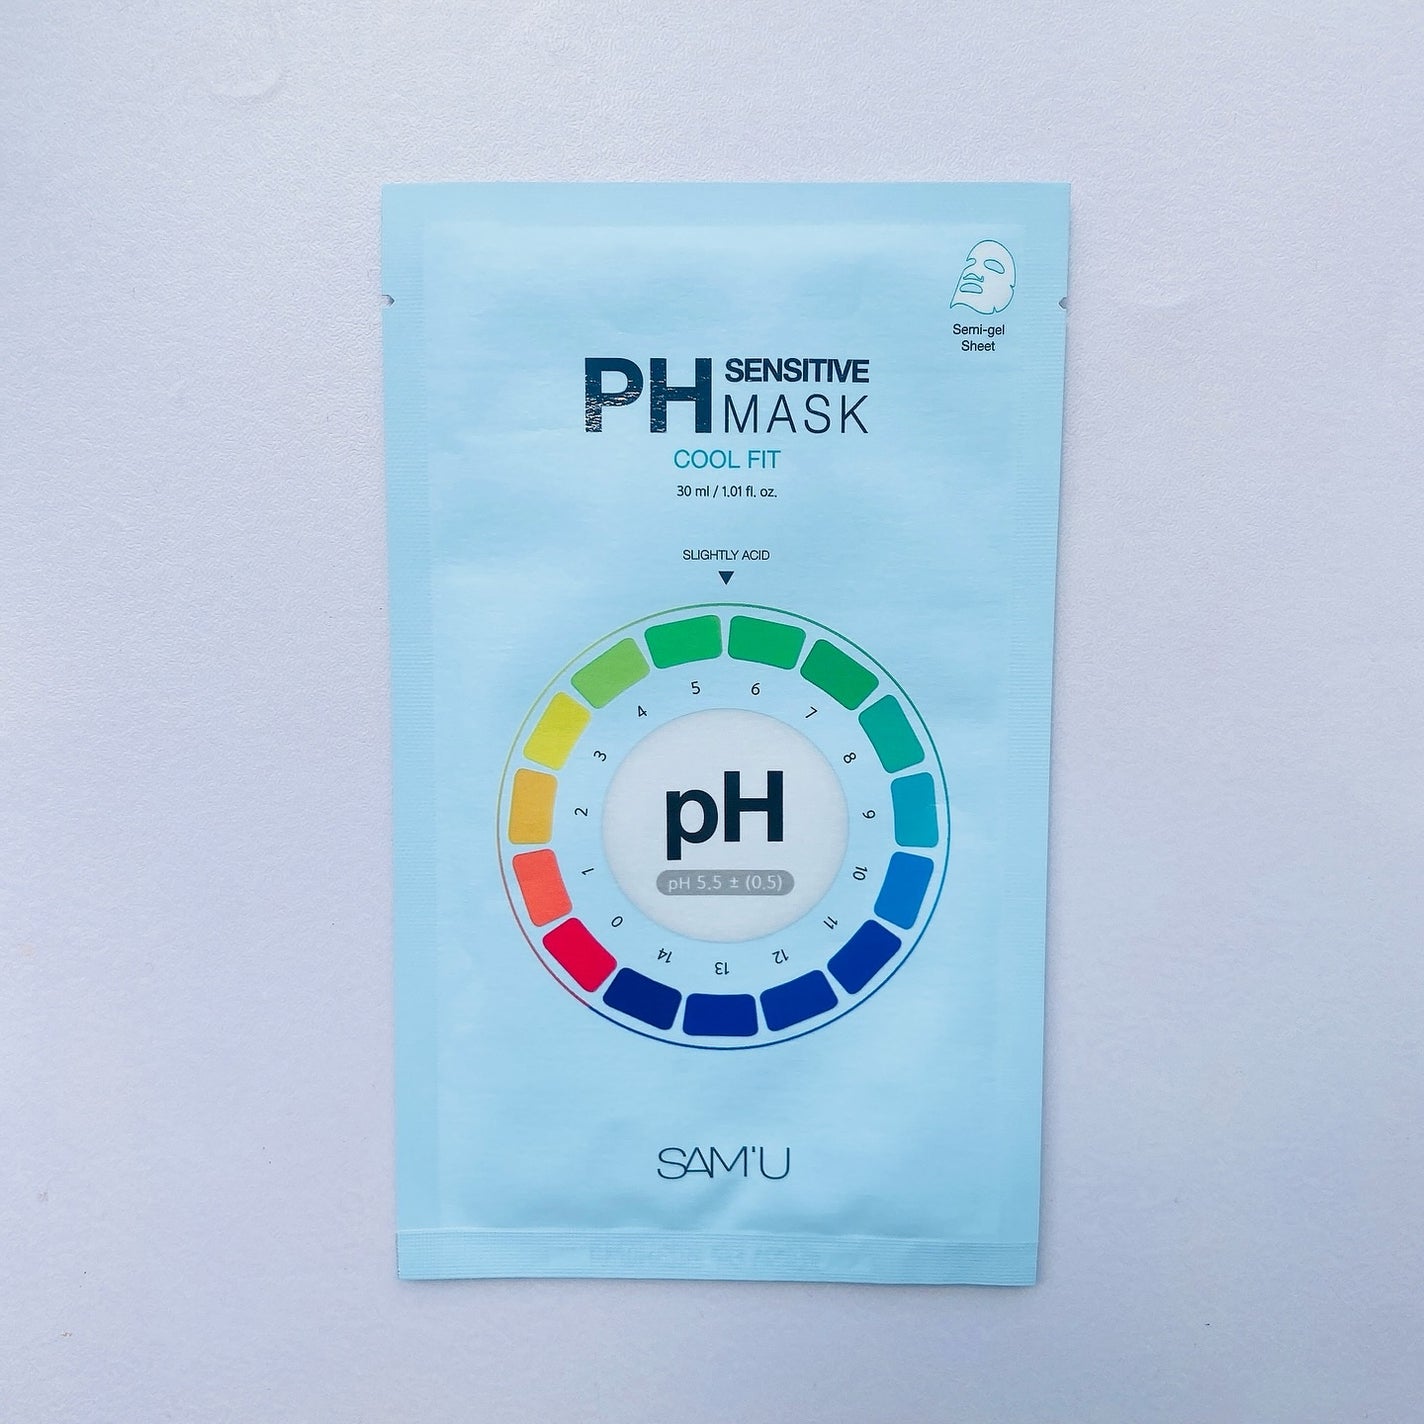 Semi-gel
Sheet
PH SENSITIVE
MASK
COOL FIT
30 ml / 1.01 fl. oz.
SLIGHTLY ACID
0
1
2
3
4
5
6
7
8
9
10
11
12
13
14
pH
pH 5.5 ± (0.5)
SAM'U